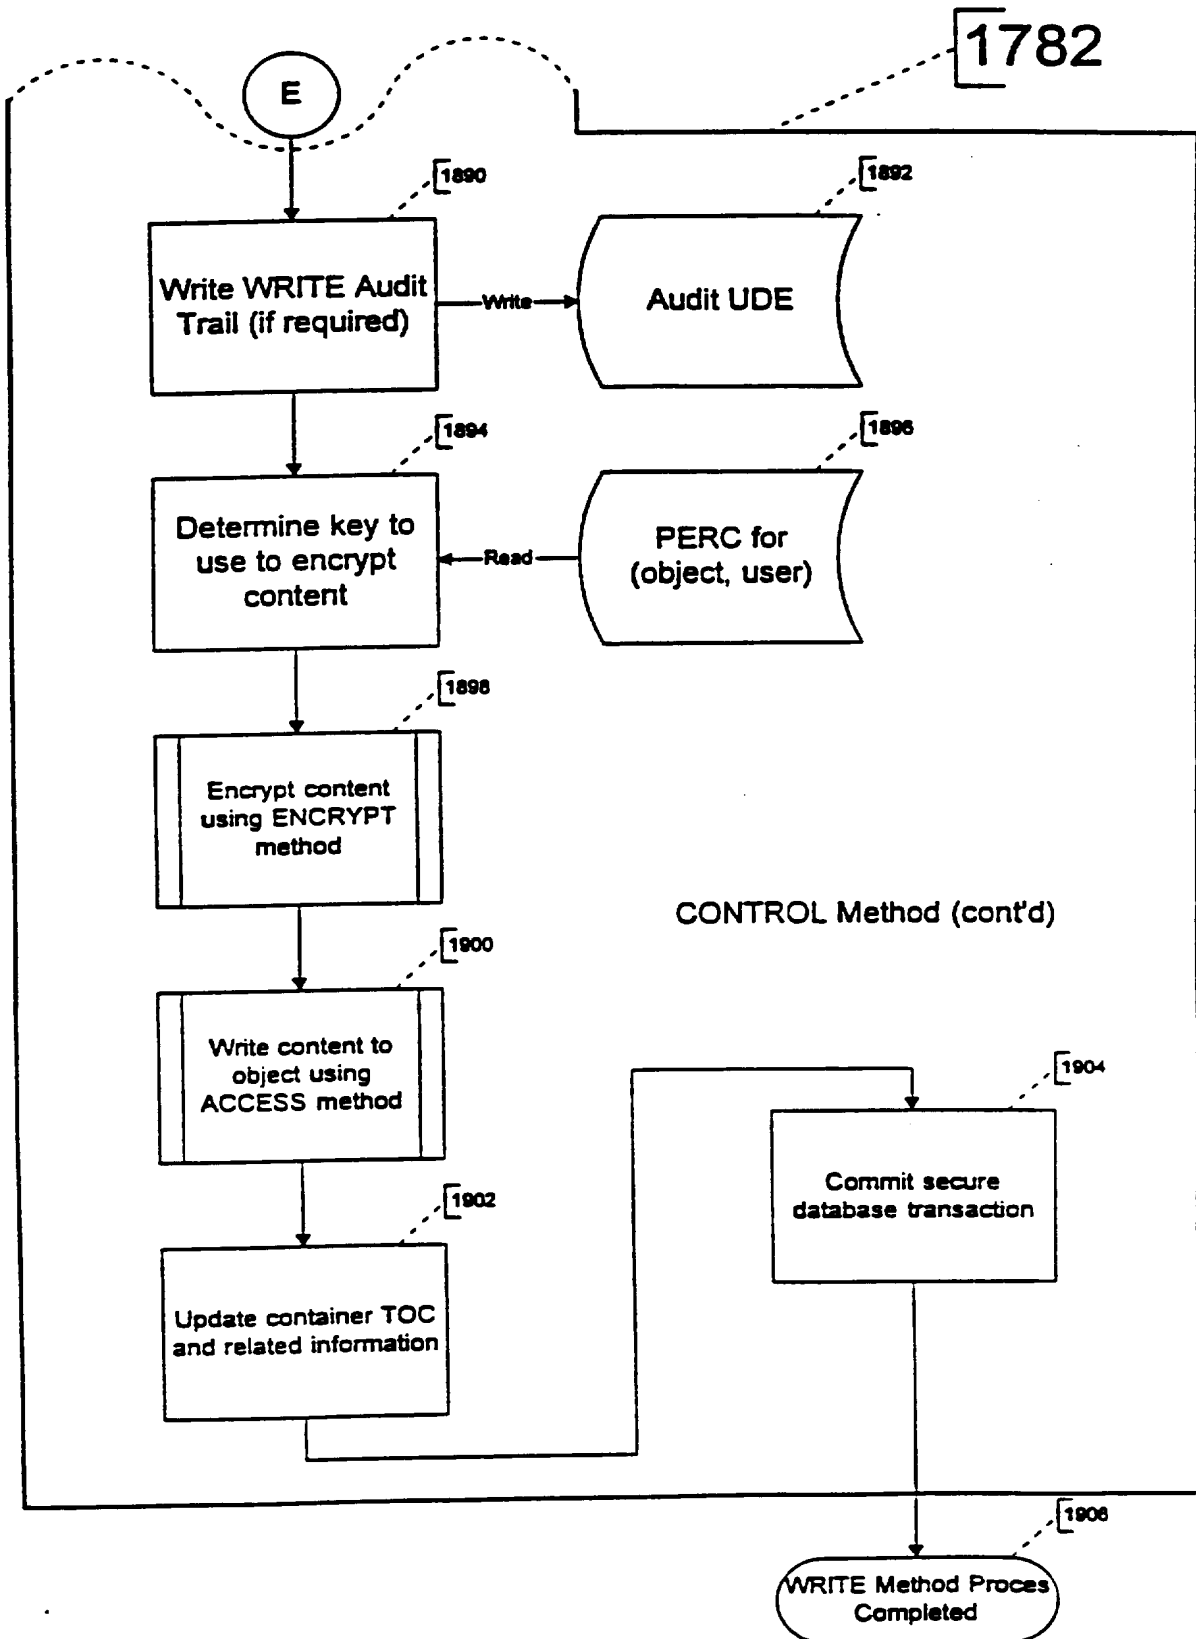 1782
E
1890
1892
Write WRITE Audit
Trail (if required)
Write
Audit UDE
1894
1896
Determine key to
use to encrypt
content
Read
PERC for
(object, user)
1898
Encrypt content
using ENCRYPT
method
CONTROL Method (cont'd)
1900
Write content to
object using
ACCESS method
1904
Commit secure
database transaction
1902
Update container TOC
and related information
1906
WRITE Method Proces
Completed